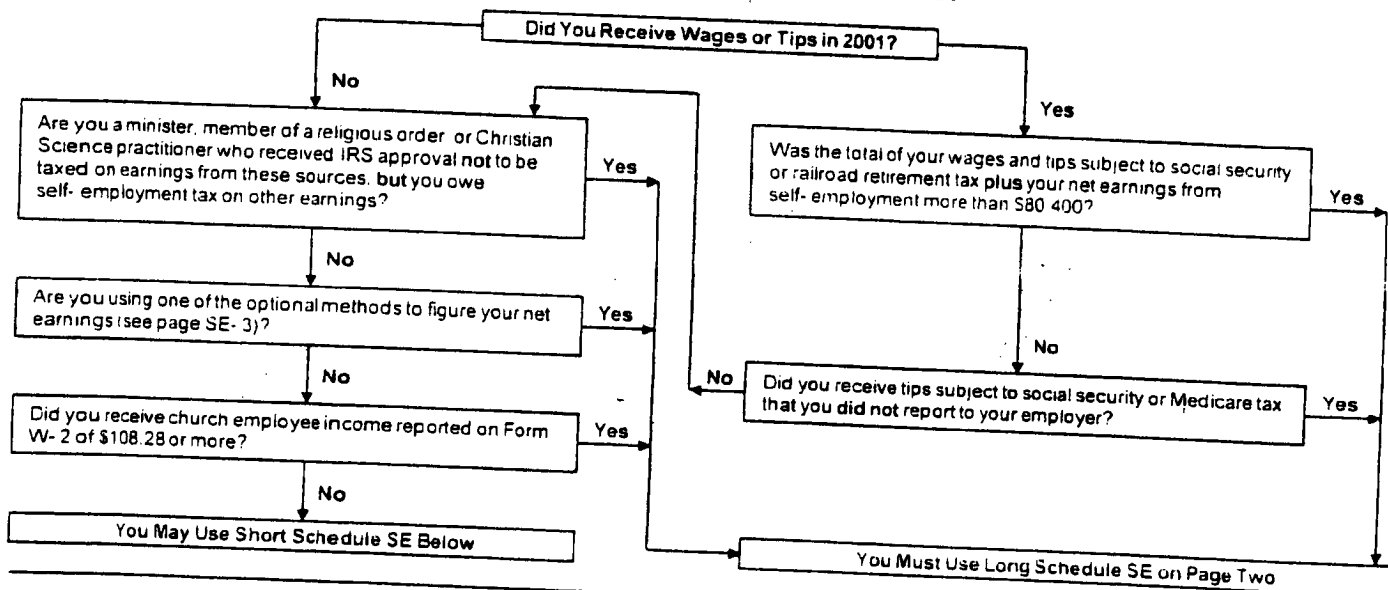 Did You Receive Wages or Tips in 2001?
No
Yes
Are you a minister, member of a religious order or Christian
Science practitioner who received IRS approval not to be
taxed on earnings from these sources, but you owe
self- employment tax on other earnings?
Yes
Was the total of your wages and tips subject to social security
or railroad retirement tax plus your net earnings from
self- employment more than $80 400?
Yes
No
Are you using one of the optional methods to figure your net
earnings (see page SE- 3)?
Yes
No
No
Did you receive church employee income reported on Form
W- 2 of $108.28 or more?
Yes
No
Did you receive tips subject to social security or Medicare tax
that you did not report to your employer?
Yes
No
You May Use Short Schedule SE Below
You Must Use Long Schedule SE on Page Two